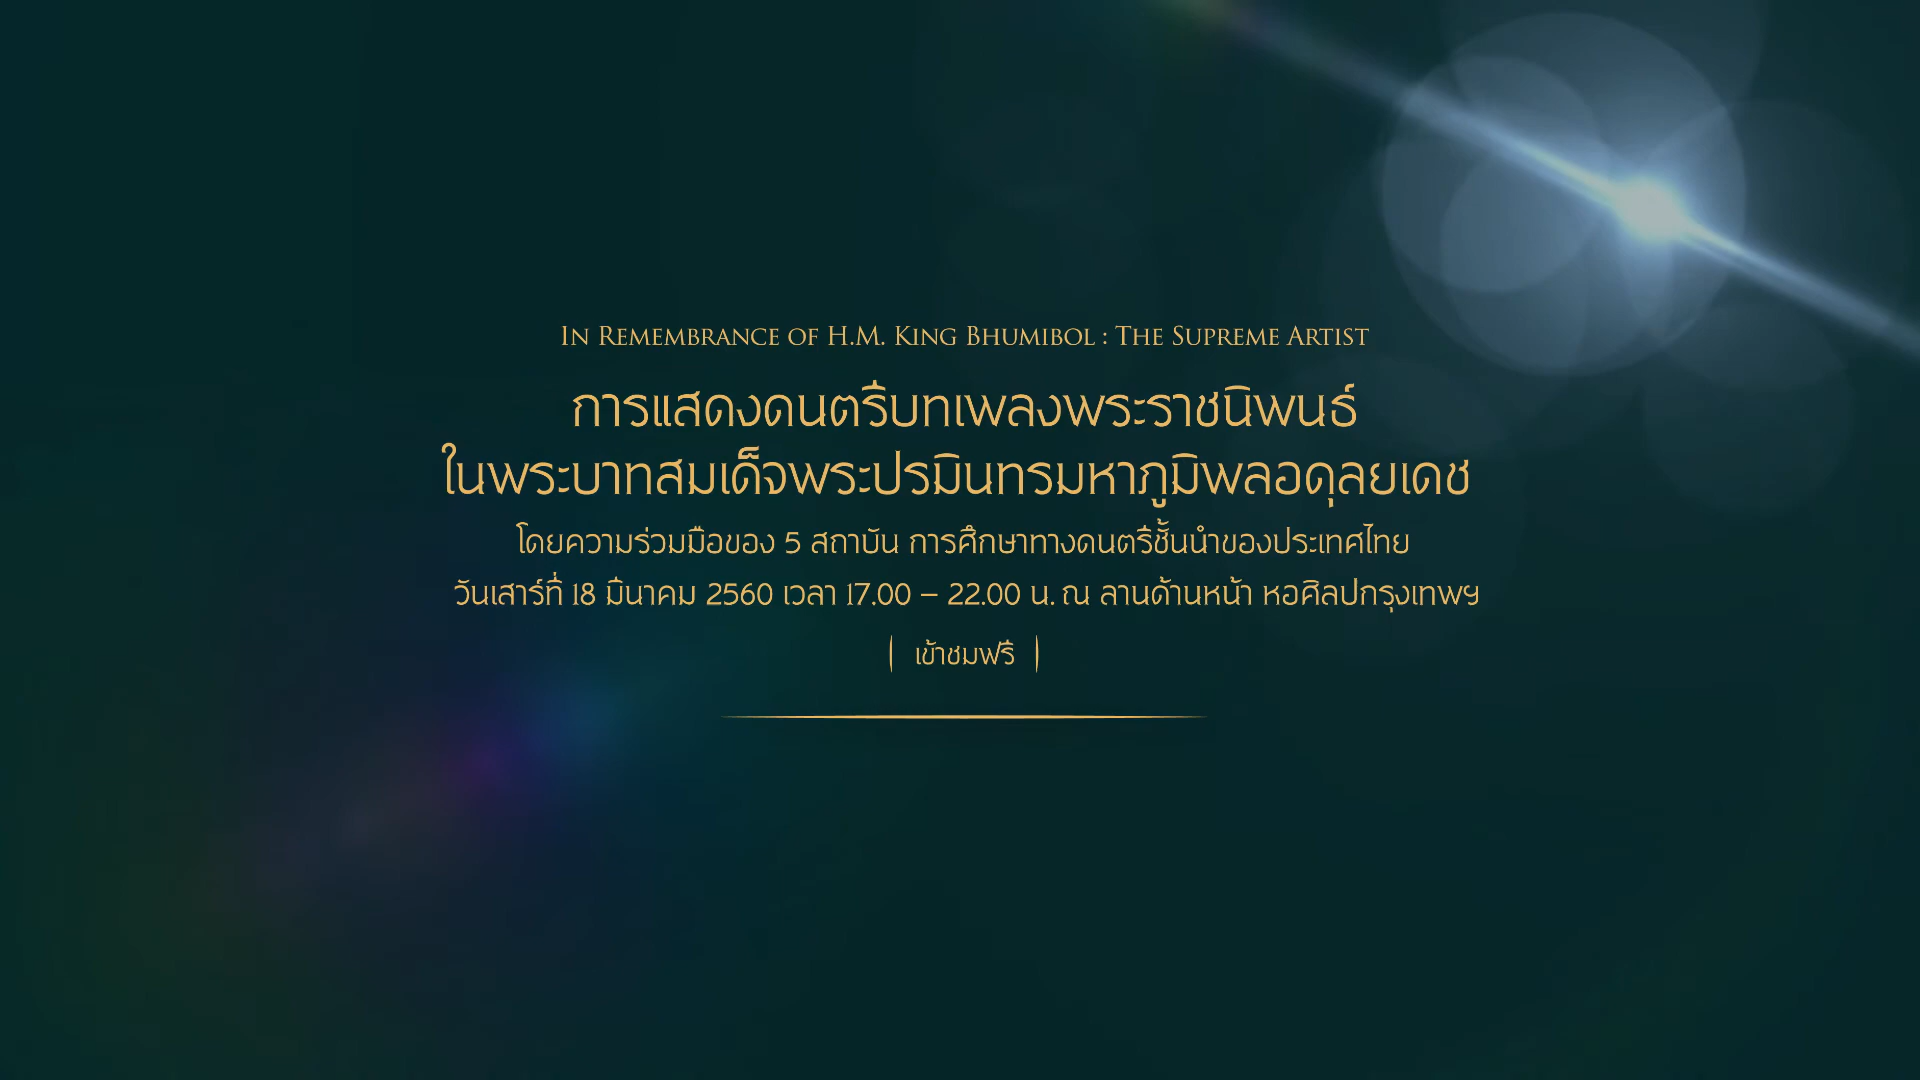 In Remembrance of H.M. King Bhumibol : The Supreme Artist
การแสดงดนตรีบทเพลงพระราชนิพนธ์
ในพระบาทสมเด็จพระปรมินทรมหาภูมิพลอดุลยเดช
โดยความร่วมมือของ 5 สถาบัน การศึกษาทางดนตรีชั้นนำของประเทศไทย
วันเสาร์ที่ 18 มีนาคม 2560 เวลา 17.00 – 22.00 น. ณ ลานด้านหน้า หอศิลปกรุงเทพฯ
( เข้าชมฟรี )